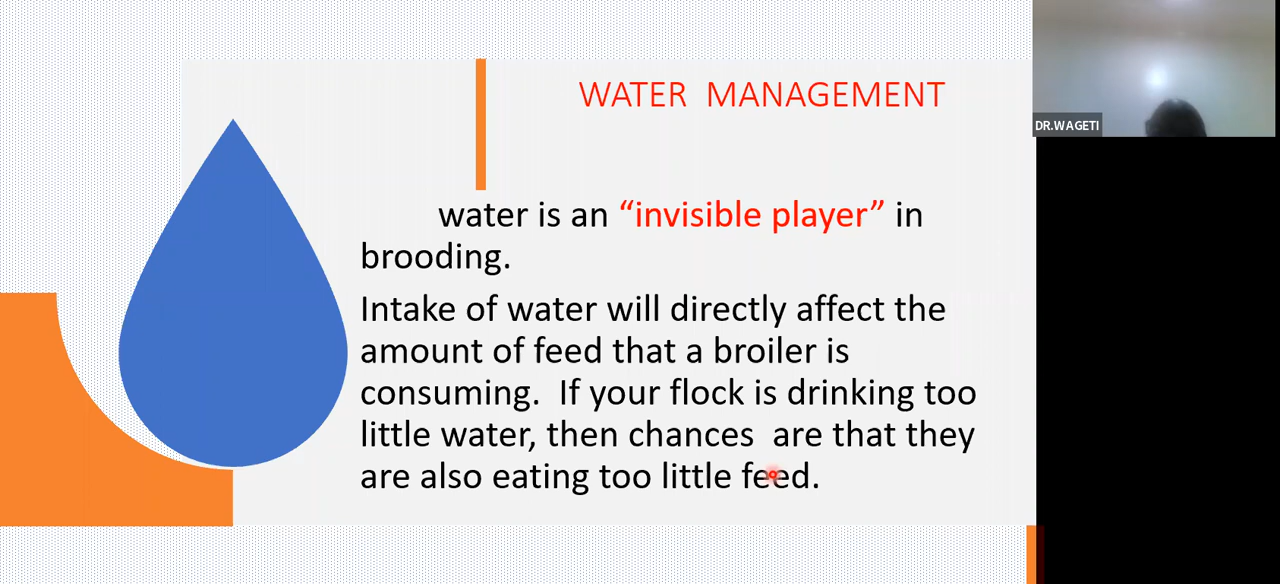 WATER MANAGEMENT
DR.WAGETI
water is an “invisible player” in
brooding.
Intake of water will directly affect the
amount of feed that a broiler is
consuming. If your flock is drinking too
little water, then chances are that they
are also eating too little feed.